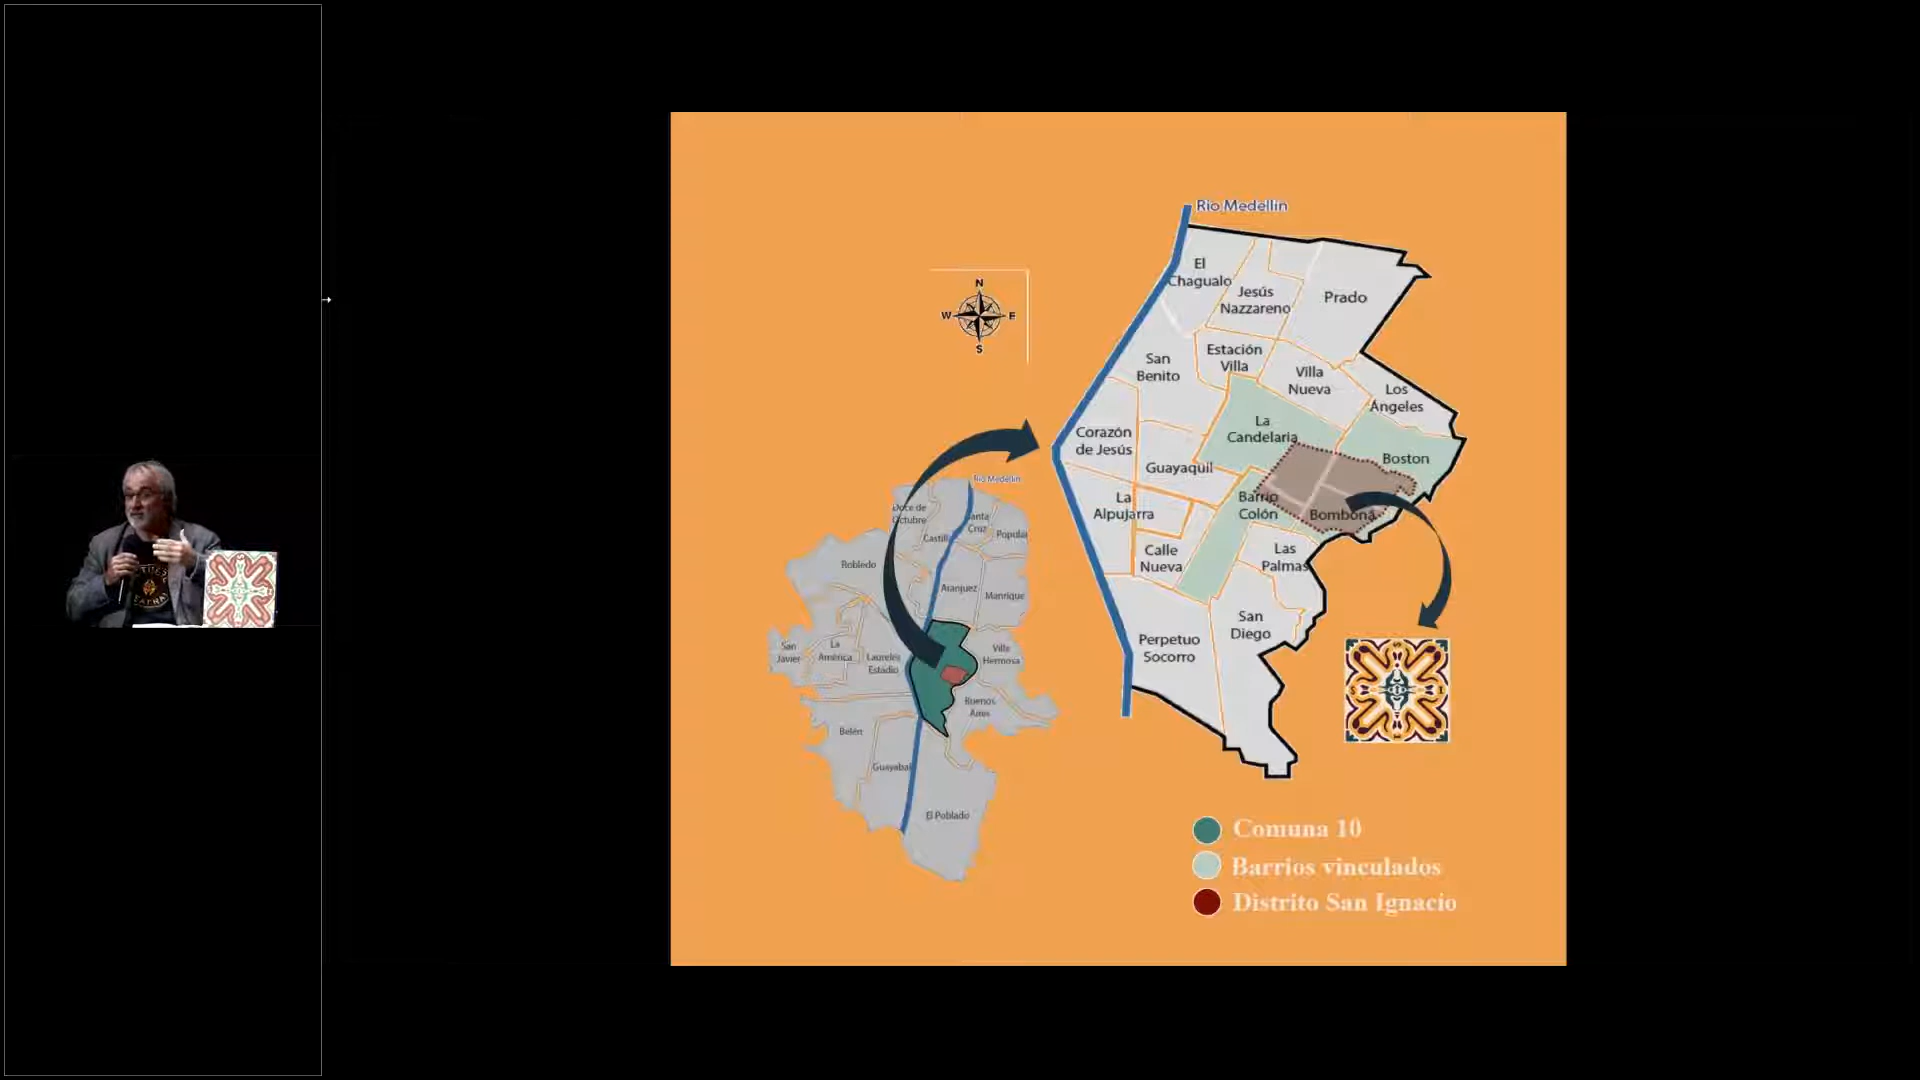 Rio Medellin
El
Chagualo
Jesús
Nazzareno
Prado
N
W
E
S
Estación
Villa
San
Benito
Villa
Nueva
Los
Ángeles
La
Candelaria
Corazón
de Jesús
Guayaquil
Boston
La
Alpujarra
Barrio
Colón
Bomboná
Calle
Nueva
Las
Palmas
San
Diego
Perpetuo
Socorro
Rio Medellin
Doce de
Octubre
Santa
Cruz
Castilla
Popular
Robledo
Aranjuez
Manrique
San
Javier
La
América
Laureles
Estadio
Ville
Hermosa
Buenos
Aires
Belén
Guayabal
El Poblado
Comuna 10
Barrios vinculados
Distrito San Ignacio